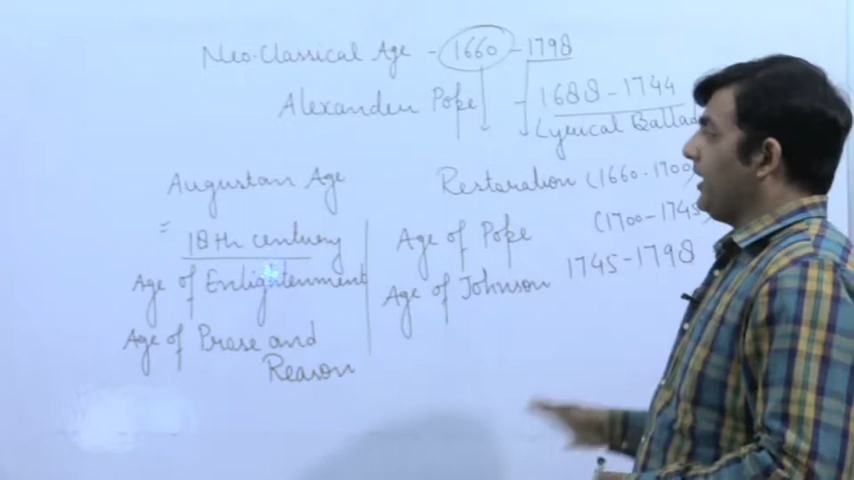 Neo-Classical Age - 1660 - 1798
Alexander Pope - 1688 - 1744
Lyrical Ballad
Augustan Age
Restoration (1660-1700
= 18th century
Age of Pope (1700-1745
Age of Enlightenment
Age of Johnson 1745-1798
Age of Prose and
Reason